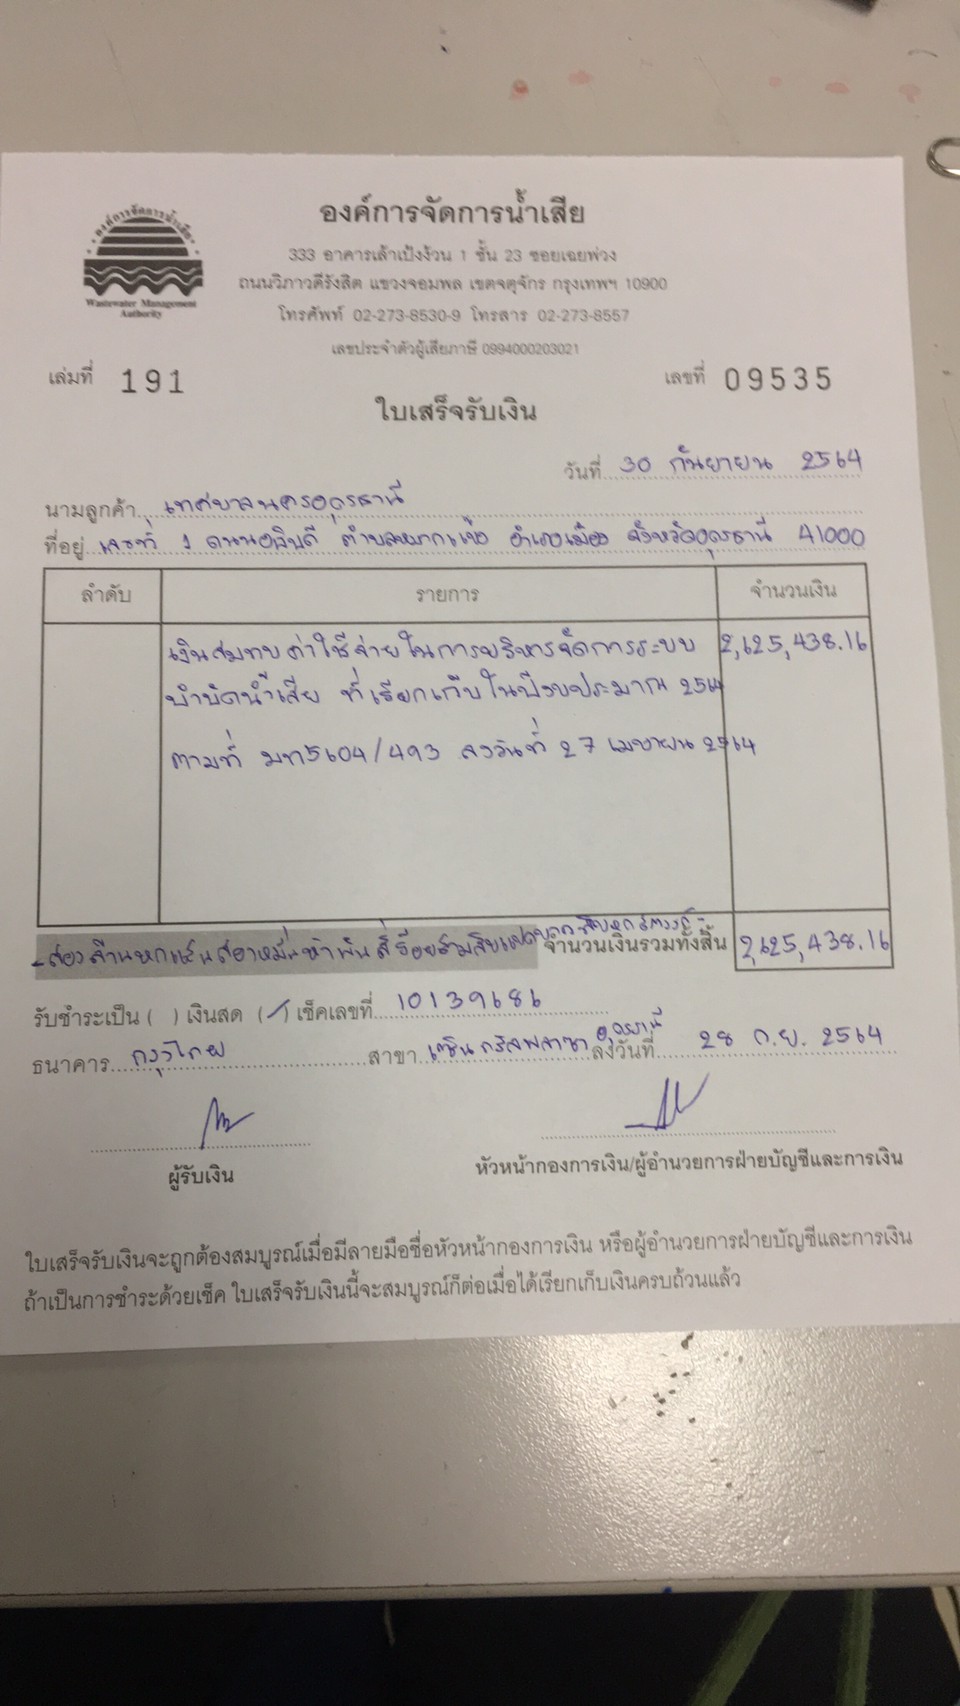 องค์การจัดการน้ำเสีย
Wastewater Management
Authority
องค์การจัดการน้ำเสีย
333 อาคารเล้าเป้งง้วน 1 ชั้น 23 ซอยเฉยพ่วง
ถนนวิภาวดีรังสิต แขวงจอมพล เขตจตุจักร กรุงเทพฯ 10900
โทรศัพท์ 02-273-8530-9 โทรสาร 02-273-8557
เลขประจำตัวผู้เสียภาษี 0994000203021
เล่มที่ 191 เลขที่ 09535
ใบเสร็จรับเงิน
วันที่ 30 กันยายน 2564
นามลูกค้า เทศบาลนครอุดรธานี
ที่อยู่ เลขที่ 1 ถนนอธิบดี ตำบลหมากแข้ง อำเภอเมือง จังหวัดอุดรธานี 41000
ลำดับ รายการ จำนวนเงิน
เงินสมทบค่าใช้จ่ายในการบริหารจัดการระบบ 2,625,438.16
บำบัดน้ำเสีย ที่เรียกเก็บในปีงบประมาณ 2564
ตามที่ มท5604/493 ลงวันที่ 27 เมษายน 2564
-สองล้านหกแสนสองหมื่นห้าพันสี่ร้อยสามสิบแปดบาทสิบหกสตางค์- จำนวนเงินรวมทั้งสิ้น 2,625,438.16
รับชำระเป็น ( ) เงินสด (/) เช็คเลขที่ 10139686
ธนาคาร กรุงไทย สาขา เซ็นทรัลพลาซา อุดรธานี ลงวันที่ 28 ก.ย. 2564
ผู้รับเงิน หัวหน้ากองการเงิน/ผู้อำนวยการฝ่ายบัญชีและการเงิน
ใบเสร็จรับเงินจะถูกต้องสมบูรณ์เมื่อมีลายมือชื่อหัวหน้ากองการเงิน หรือผู้อำนวยการฝ่ายบัญชีและการเงิน
ถ้าเป็นการชำระด้วยเช็ค ใบเสร็จรับเงินนี้จะสมบูรณ์ก็ต่อเมื่อได้เรียกเก็บเงินครบถ้วนแล้ว